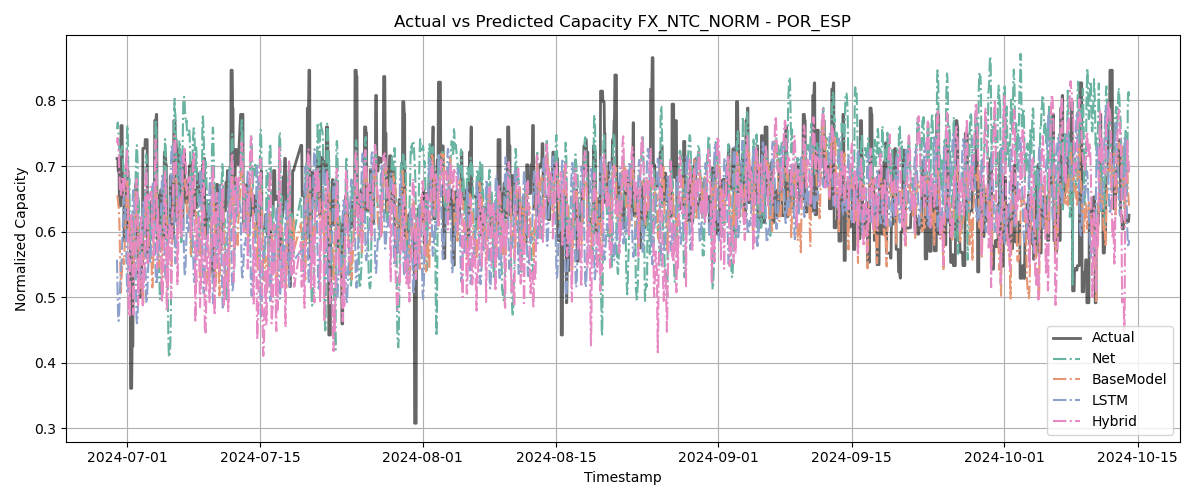 Actual vs Predicted Capacity FX_NTC_NORM - POR_ESP
Normalized Capacity
0.8
0.7
0.6
0.5
0.4
0.3
Actual
Net
BaseModel
LSTM
Hybrid
2024-07-01 2024-07-15 2024-08-01 2024-08-15 2024-09-01 2024-09-15 2024-10-01 2024-10-15
Timestamp